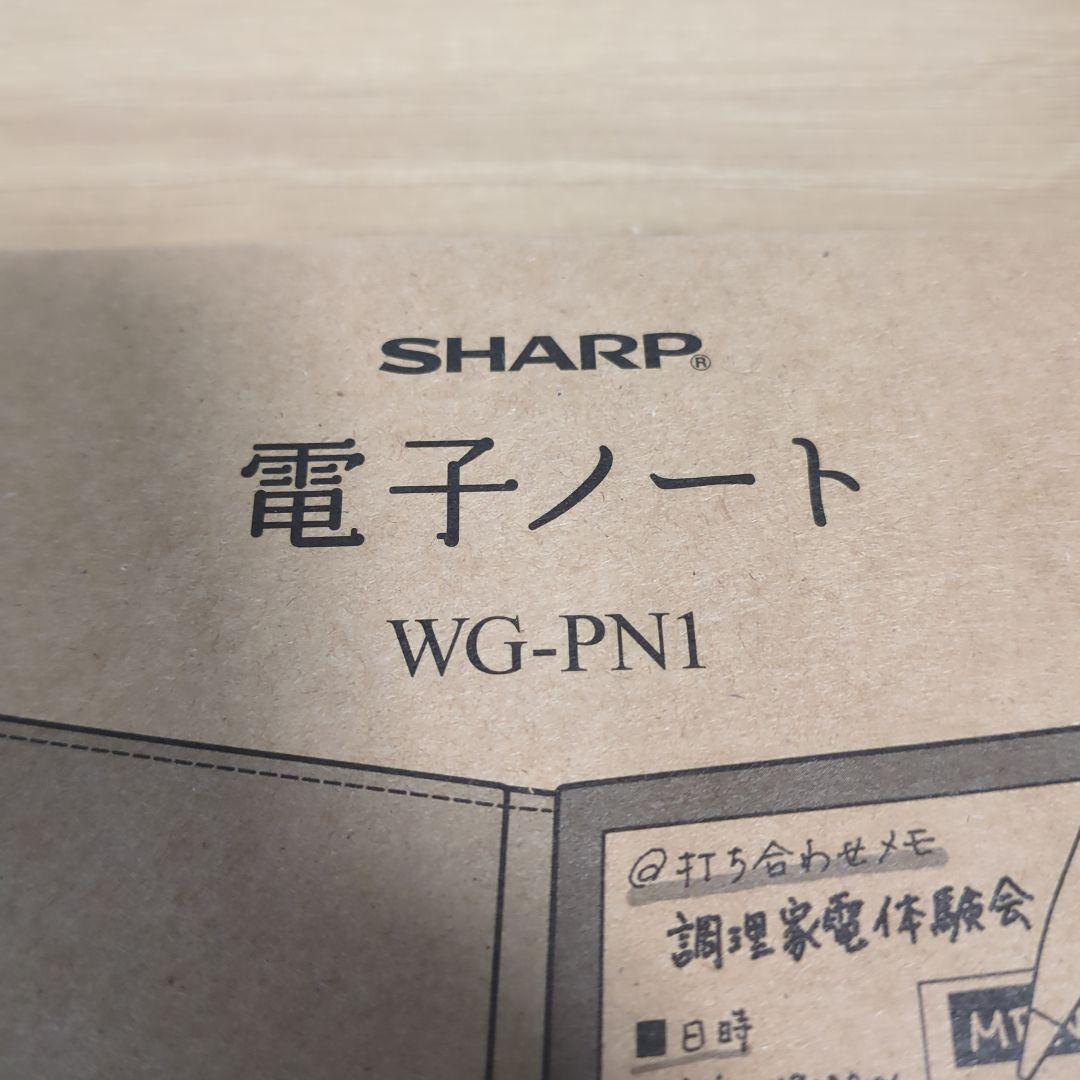 SHARP®
電子ノート
WG-PN1
@打ち合わせメモ
調理家電体験会
■日時